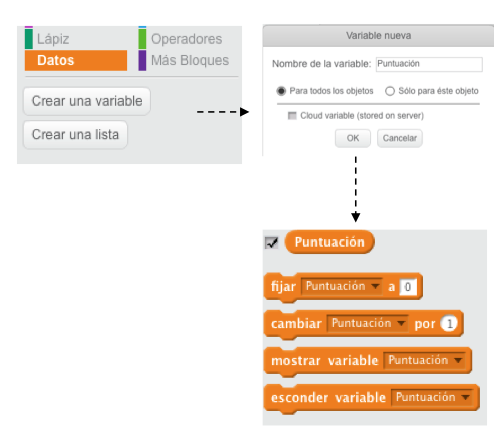 Lápiz
Operadores
Datos
Más Bloques
Crear una variable
Crear una lista
Variable nueva
Nombre de la variable: Puntuación
Para todos los objetos Sólo para éste objeto
Cloud variable (stored on server)
OK Cancelar
Puntuación
fijar Puntuación a 0
cambiar Puntuación por 1
mostrar variable Puntuación
esconder variable Puntuación